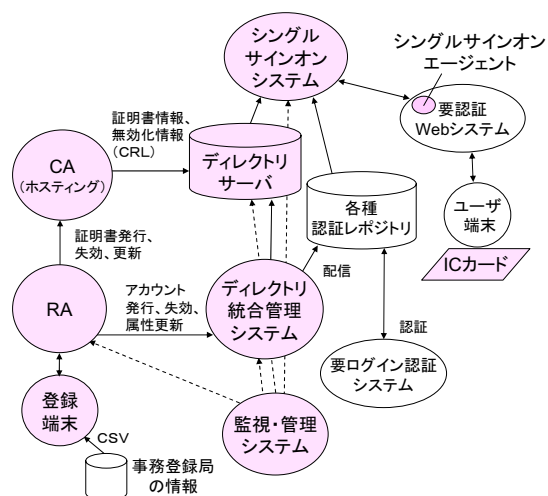 シングル
サインオン
システム
シングルサインオン
エージェント
要認証
Webシステム
証明書情報、
無効化情報
（CRL）
CA
（ホスティング）
ディレクトリ
サーバ
各種
認証レポジトリ
ユーザ
端末
ICカード
証明書発行、
失効、更新
配信
RA
アカウント
発行、失効、
属性更新
ディレクトリ
統合管理
システム
認証
要ログイン認証
システム
登録
端末
監視・管理
システム
CSV
事務登録局
の情報